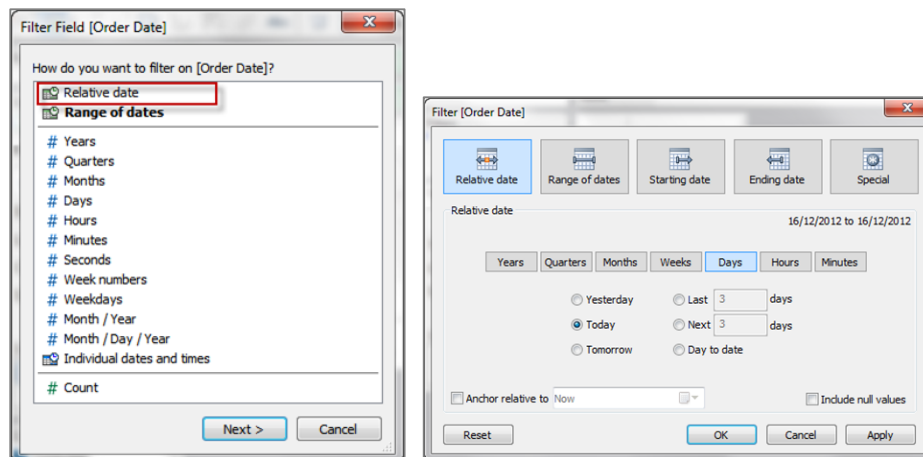 Filter Field [Order Date]
How do you want to filter on [Order Date]?
Relative date
Range of dates
# Years
# Quarters
# Months
# Days
# Hours
# Minutes
# Seconds
# Week numbers
# Weekdays
# Month / Year
# Month / Day / Year
Individual dates and times
# Count
Next >
Cancel
Filter [Order Date]
Relative date
Range of dates
Starting date
Ending date
Special
Relative date
16/12/2012 to 16/12/2012
Years
Quarters
Months
Weeks
Days
Hours
Minutes
Yesterday
Last 3 days
Today
Next 3 days
Tomorrow
Day to date
Anchor relative to Now
Include null values
Reset
OK
Cancel
Apply